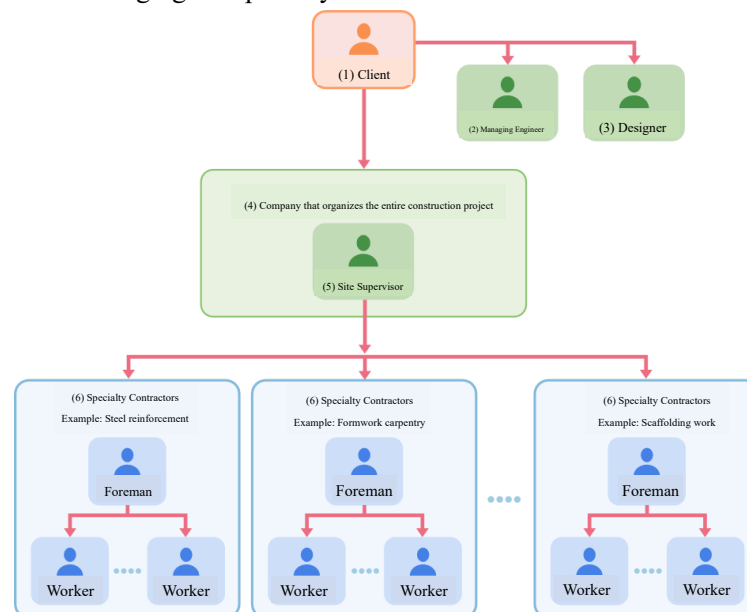 (1) Client
(2) Managing Engineer
(3) Designer
(4) Company that organizes the entire construction project
(5) Site Supervisor
(6) Specialty Contractors
Example: Steel reinforcement
Foreman
Worker
Worker
(6) Specialty Contractors
Example: Formwork carpentry
Foreman
Worker
Worker
(6) Specialty Contractors
Example: Scaffolding work
Foreman
Worker
Worker